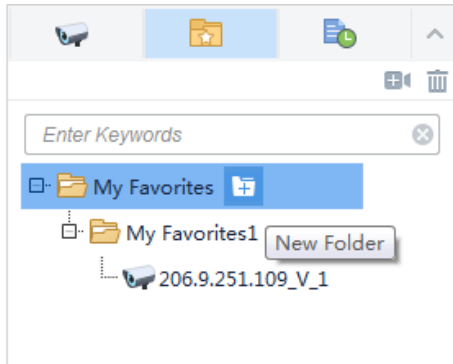 Enter Keywords
My Favorites
My Favorites1
New Folder
206.9.251.109_V_1